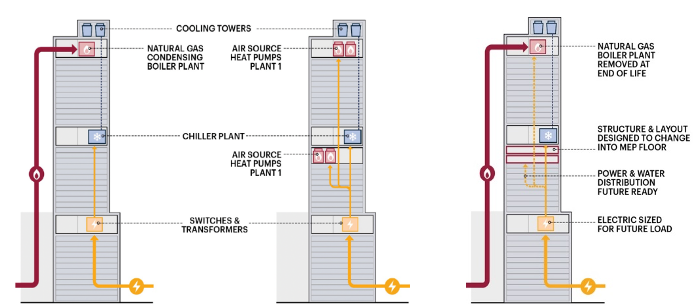 COOLING TOWERS
NATURAL GAS
CONDENSING
BOILER PLANT
AIR SOURCE
HEAT PUMPS
PLANT 1
CHILLER PLANT
AIR SOURCE
HEAT PUMPS
PLANT 1
SWITCHES &
TRANSFORMERS
NATURAL GAS
BOILER PLANT
REMOVED AT
END OF LIFE
STRUCTURE & LAYOUT
DESIGNED TO CHANGE
INTO MEP FLOOR
POWER & WATER
DISTRIBUTION
FUTURE READY
ELECTRIC SIZED
FOR FUTURE LOAD